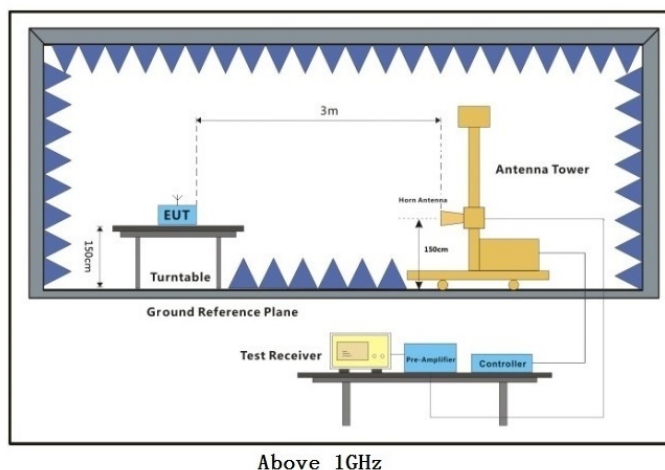 3m
Antenna Tower
Horn Antenna
EUT
150cm
150cm
Turntable
Ground Reference Plane
Test Receiver
Pre-Amplifier
Controller
Above 1GHz